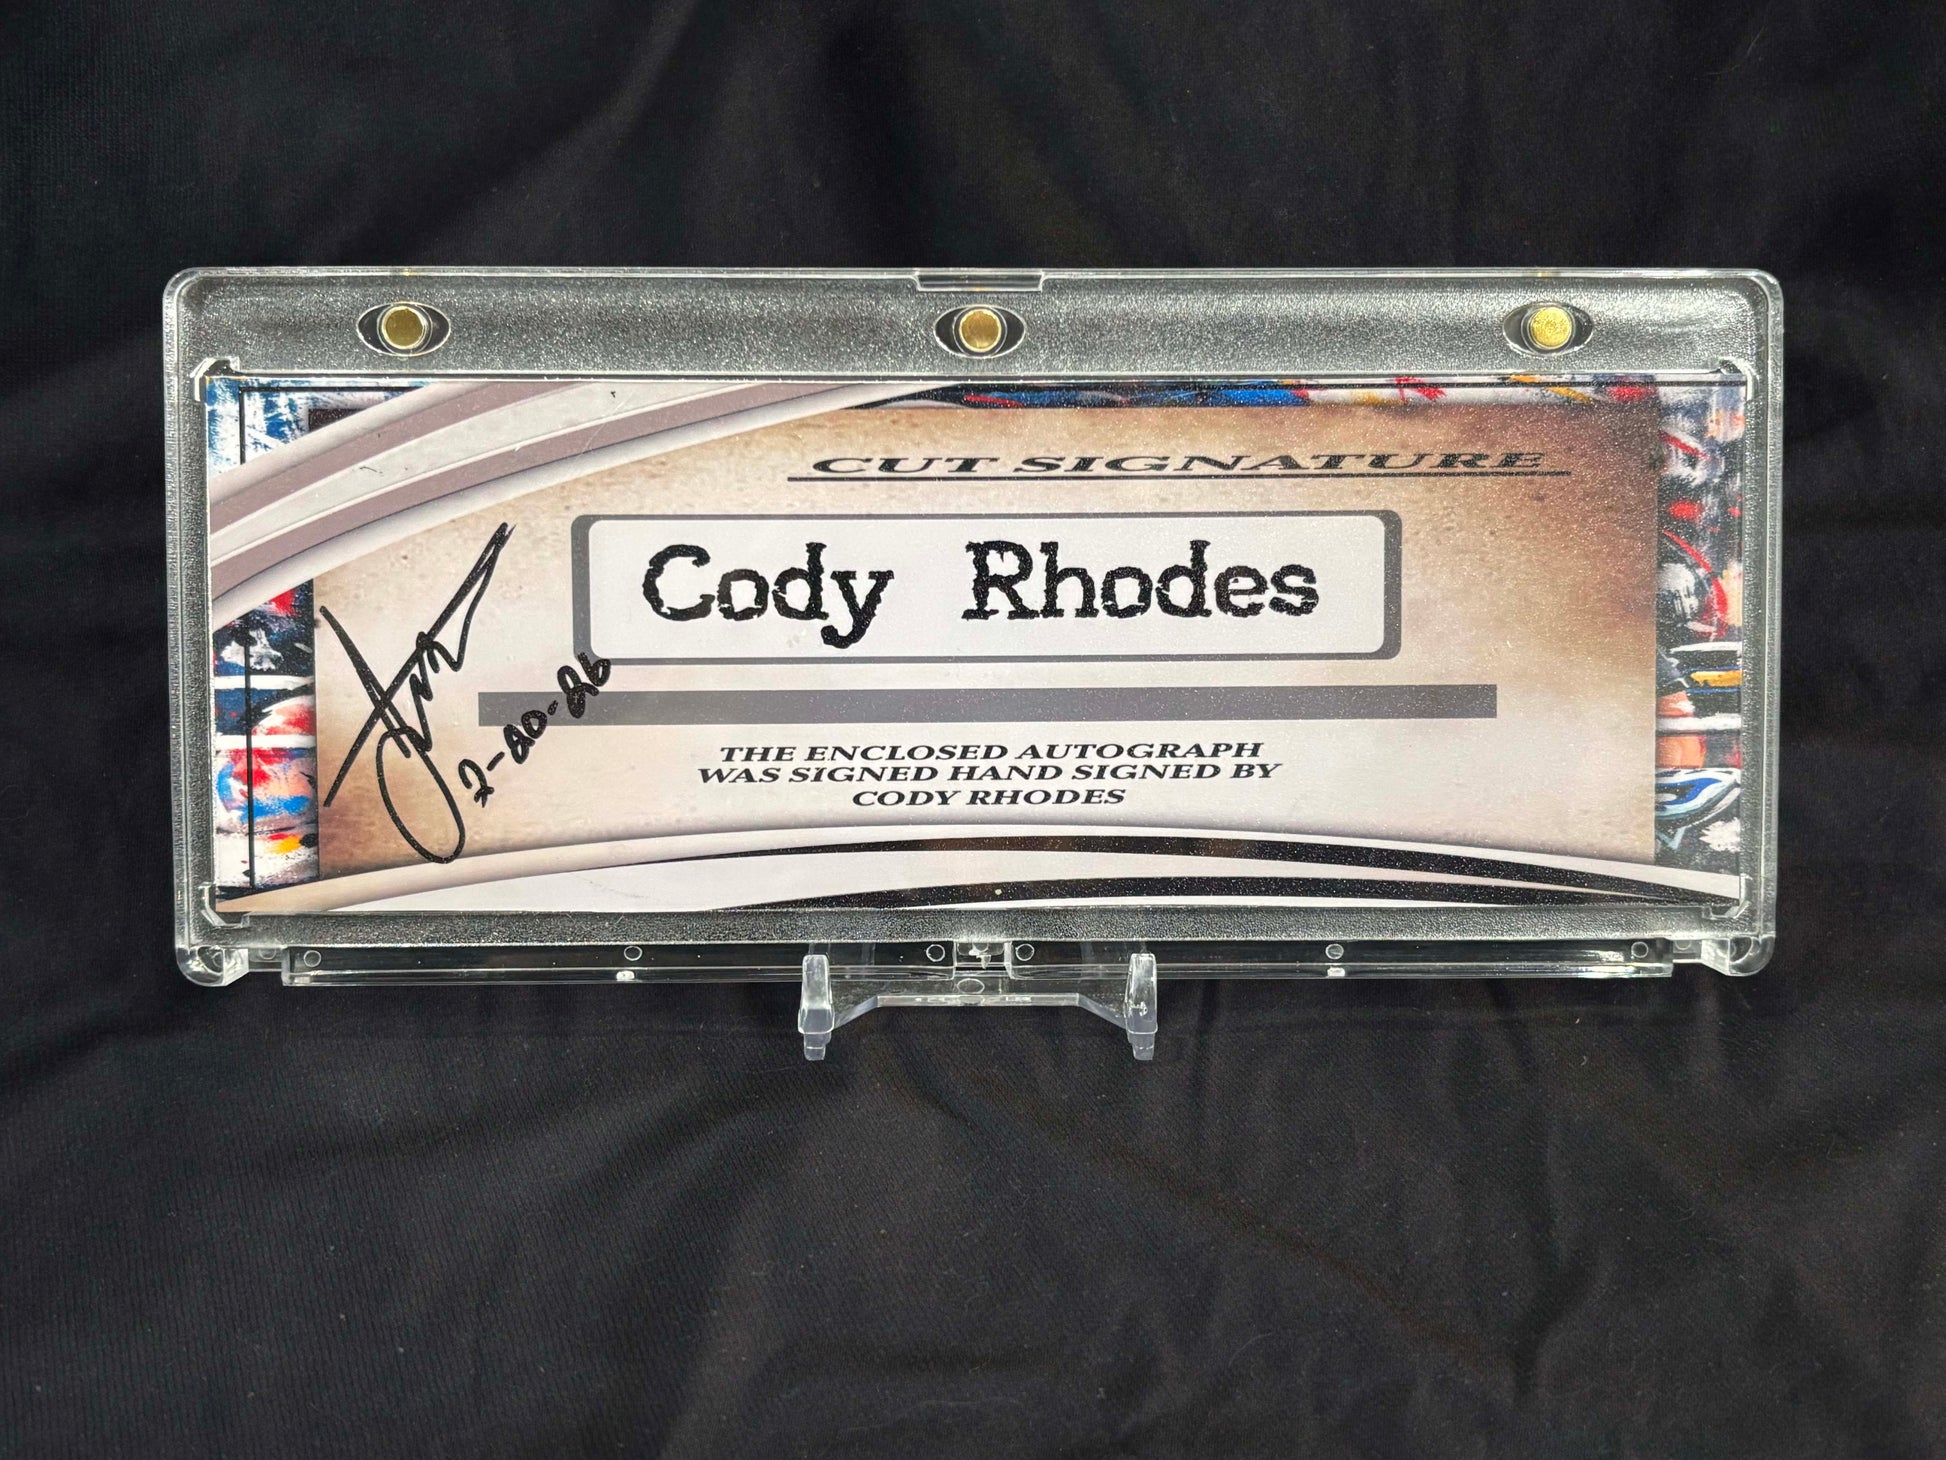 CUT SIGNATURE
Cody Rhodes
2-20-26
THE ENCLOSED AUTOGRAPH
WAS SIGNED HAND SIGNED BY
CODY RHODES